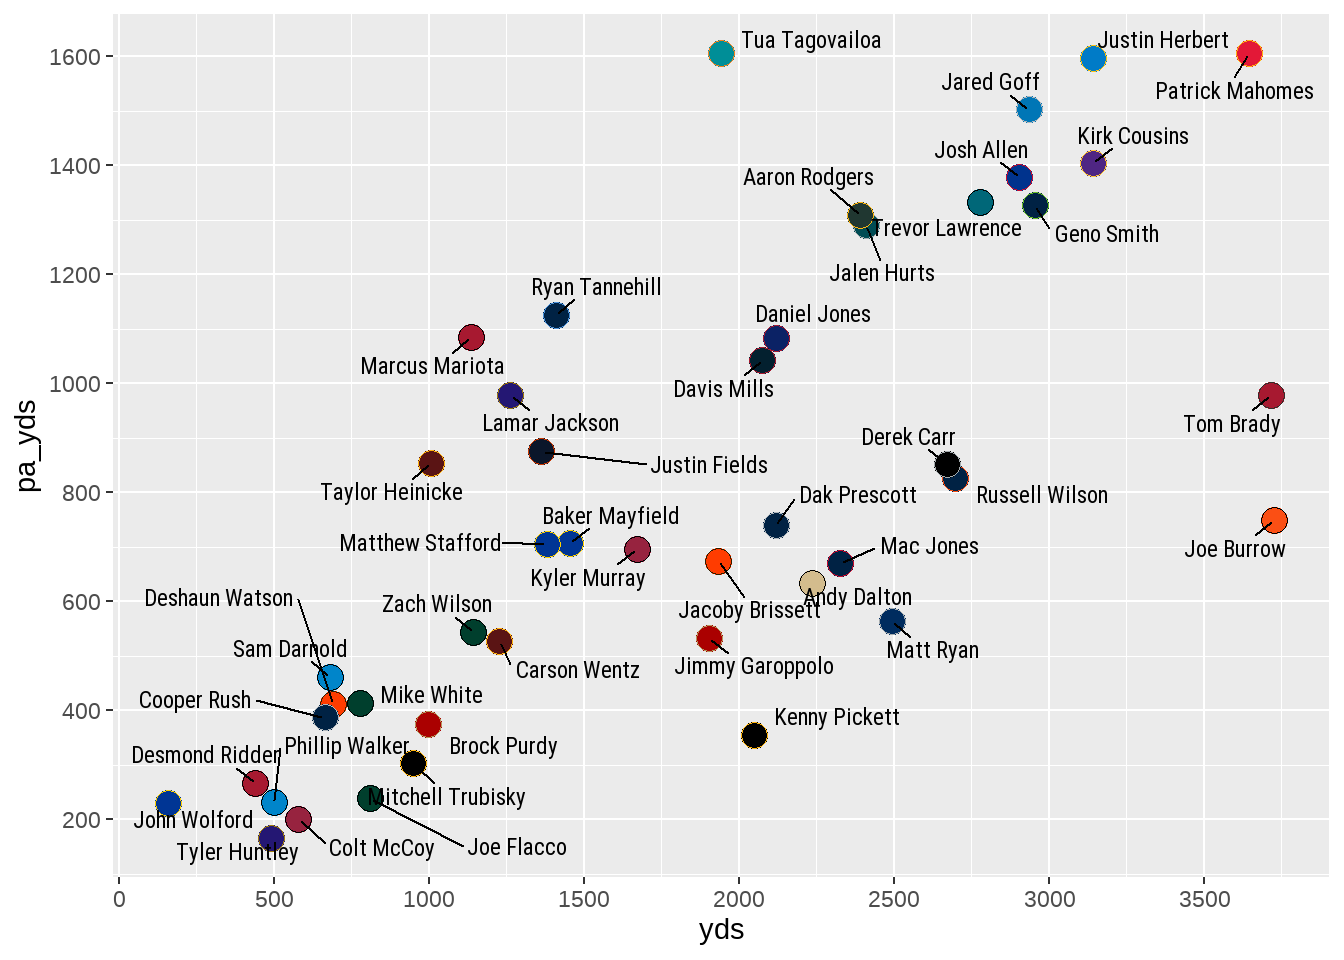 Tua Tagovailoa
Justin Herbert
1600
Jared Goff
Patrick Mahomes
Kirk Cousins
Josh Allen
1400
Aaron Rodgers
Trevor Lawrence
Geno Smith
1200
Jalen Hurts
Ryan Tannehill
Daniel Jones
Marcus Mariota
1000
Davis Mills
Lamar Jackson
Tom Brady
Derek Carr
pa_yds
Justin Fields
Taylor Heinicke
800
Dak Prescott
Russell Wilson
Baker Mayfield
Matthew Stafford
Mac Jones
Joe Burrow
Kyler Murray
Deshaun Watson
600
Zach Wilson
Jacoby Brissett
Andy Dalton
Sam Darnold
Matt Ryan
Carson Wentz
Jimmy Garoppolo
Cooper Rush
Mike White
400
Kenny Pickett
Desmond Ridder
Phillip Walker
Brock Purdy
Mitchell Trubisky
200
John Wolford
Tyler Huntley
Colt McCoy
Joe Flacco
0
500
1000
1500
2000
2500
3000
3500
yds